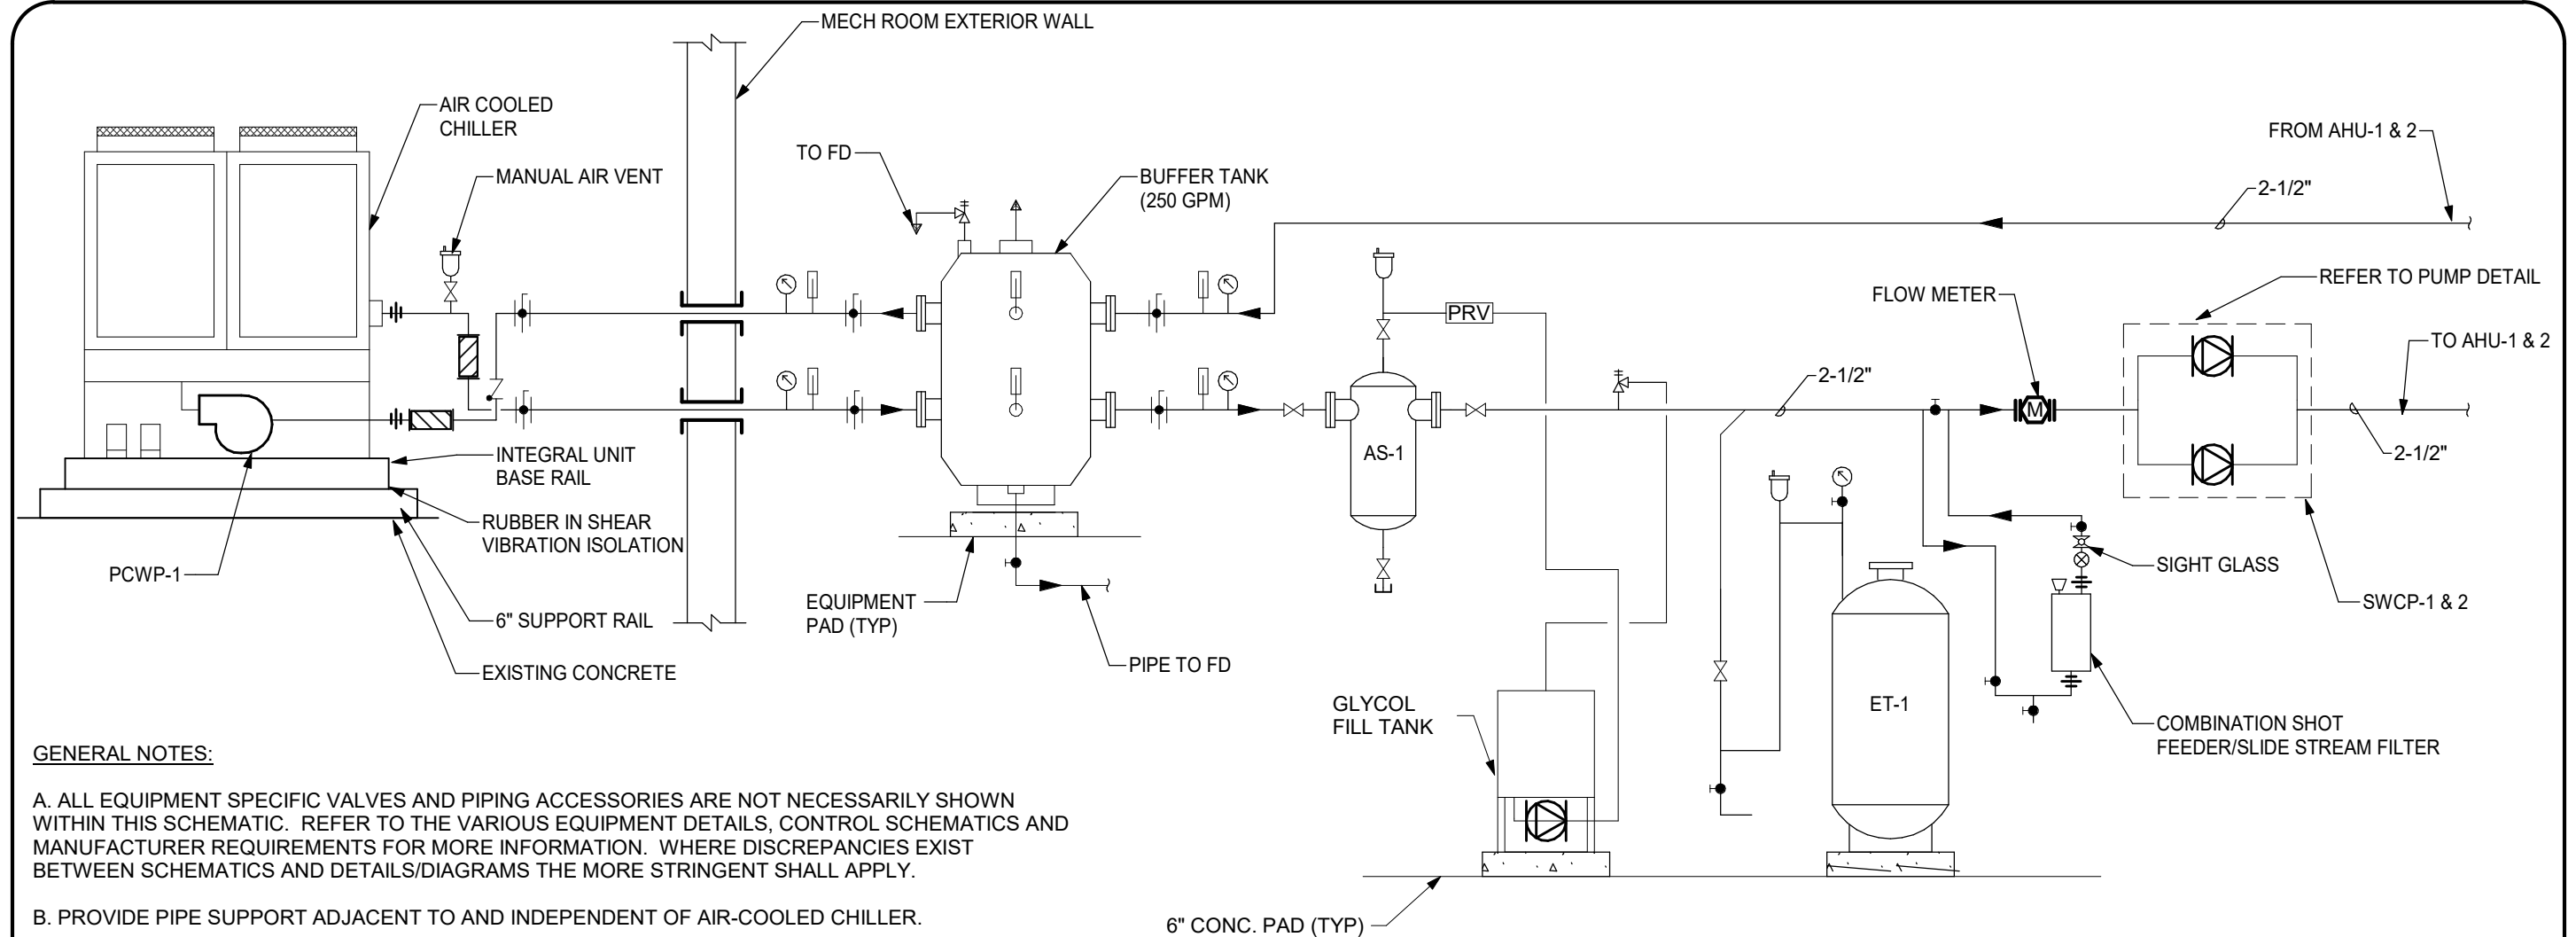 MECH ROOM EXTERIOR WALL
AIR COOLED
CHILLER
MANUAL AIR VENT
TO FD
BUFFER TANK
(250 GPM)
FROM AHU-1 & 2
2-1/2"
REFER TO PUMP DETAIL
FLOW METER
PRV
TO AHU-1 & 2
2-1/2"
M
2-1/2"
AS-1
INTEGRAL UNIT
BASE RAIL
RUBBER IN SHEAR
VIBRATION ISOLATION
PCWP-1
6" SUPPORT RAIL
EXISTING CONCRETE
EQUIPMENT
PAD (TYP)
PIPE TO FD
SIGHT GLASS
SWCP-1 & 2
GLYCOL
FILL TANK
ET-1
COMBINATION SHOT
FEEDER/SLIDE STREAM FILTER
GENERAL NOTES:
A. ALL EQUIPMENT SPECIFIC VALVES AND PIPING ACCESSORIES ARE NOT NECESSARILY SHOWN
WITHIN THIS SCHEMATIC. REFER TO THE VARIOUS EQUIPMENT DETAILS, CONTROL SCHEMATICS AND
MANUFACTURER REQUIREMENTS FOR MORE INFORMATION. WHERE DISCREPANCIES EXIST
BETWEEN SCHEMATICS AND DETAILS/DIAGRAMS THE MORE STRINGENT SHALL APPLY.
B. PROVIDE PIPE SUPPORT ADJACENT TO AND INDEPENDENT OF AIR-COOLED CHILLER.
6" CONC. PAD (TYP)